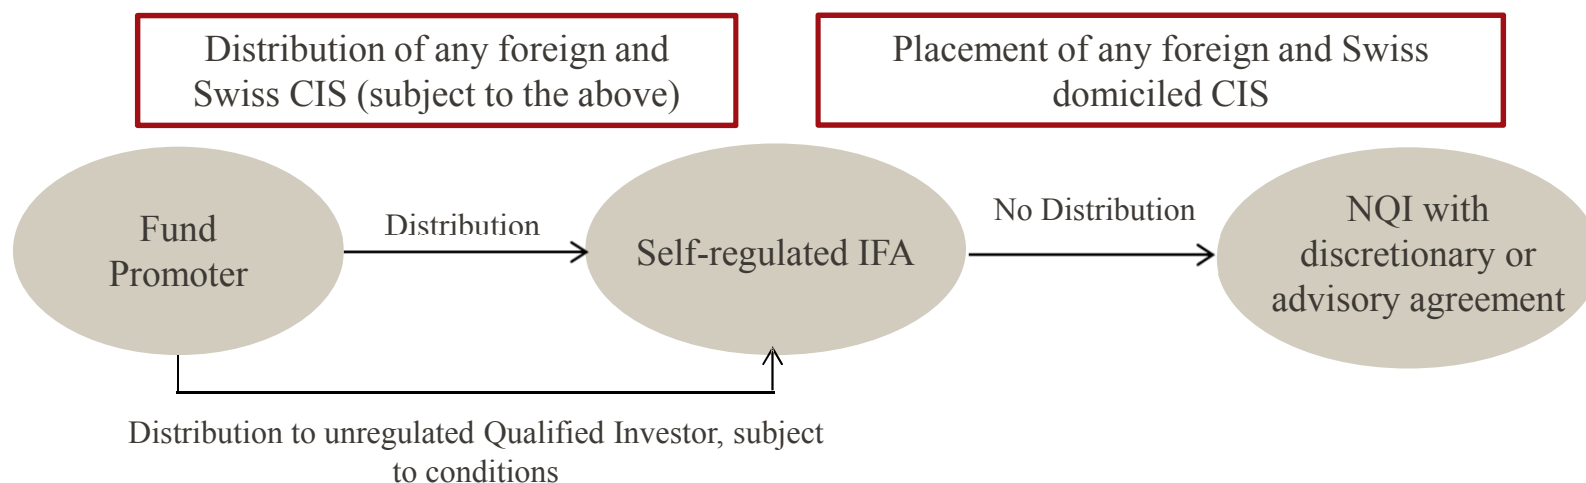 Distribution of any foreign and
Swiss CIS (subject to the above)
Placement of any foreign and Swiss
domiciled CIS
Fund
Promoter
Distribution
Self-regulated IFA
No Distribution
NQI with
discretionary or
advisory agreement
Distribution to unregulated Qualified Investor, subject
to conditions